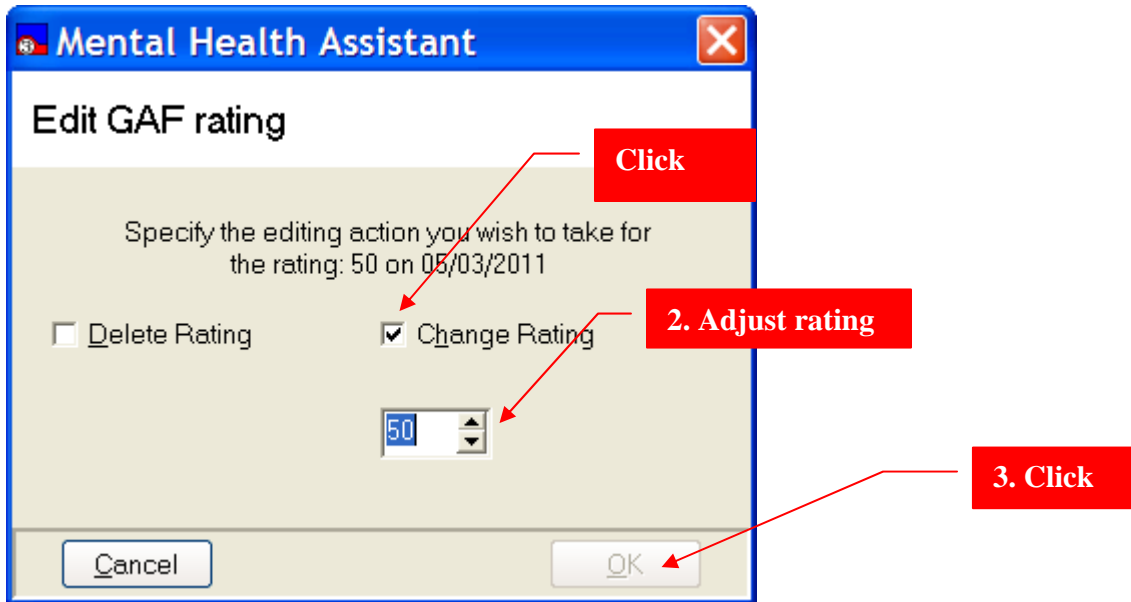 Mental Health Assistant
Edit GAF rating
Click
Specify the editing action you wish to take for
the rating: 50 on 05/03/2011
2. Adjust rating
Delete Rating
Change Rating
50
3. Click
Cancel
OK